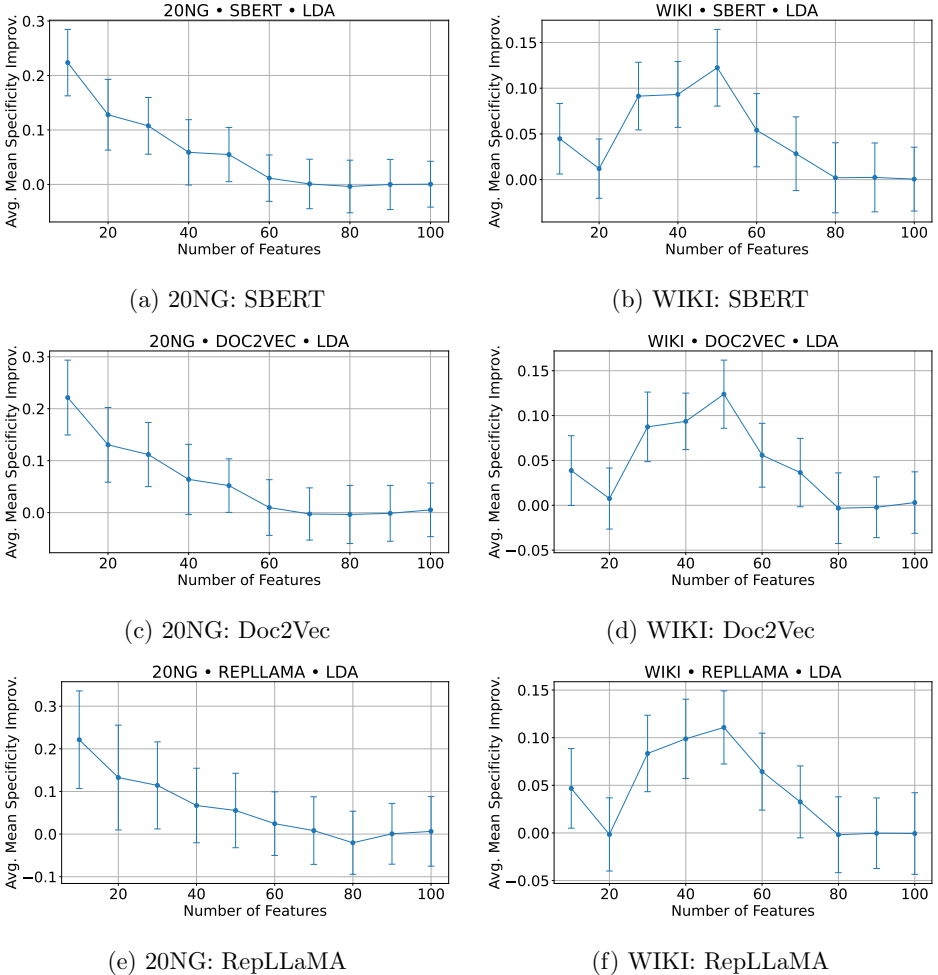 20NG • SBERT • LDA
Avg. Mean Specificity Improv.
0.3
0.2
0.1
0.0
20 40 60 80 100
Number of Features
(a) 20NG: SBERT
WIKI • SBERT • LDA
Avg. Mean Specificity Improv.
0.15
0.10
0.05
0.00
20 40 60 80 100
Number of Features
(b) WIKI: SBERT
20NG • DOC2VEC • LDA
Avg. Mean Specificity Improv.
0.3
0.2
0.1
0.0
20 40 60 80 100
Number of Features
(c) 20NG: Doc2Vec
WIKI • DOC2VEC • LDA
Avg. Mean Specificity Improv.
0.15
0.10
0.05
0.00
−0.05
20 40 60 80 100
Number of Features
(d) WIKI: Doc2Vec
20NG • REPLLAMA • LDA
Avg. Mean Specificity Improv.
0.3
0.2
0.1
0.0
−0.1
20 40 60 80 100
Number of Features
(e) 20NG: RepLLaMA
WIKI • REPLLAMA • LDA
Avg. Mean Specificity Improv.
0.15
0.10
0.05
0.00
−0.05
20 40 60 80 100
Number of Features
(f) WIKI: RepLLaMA